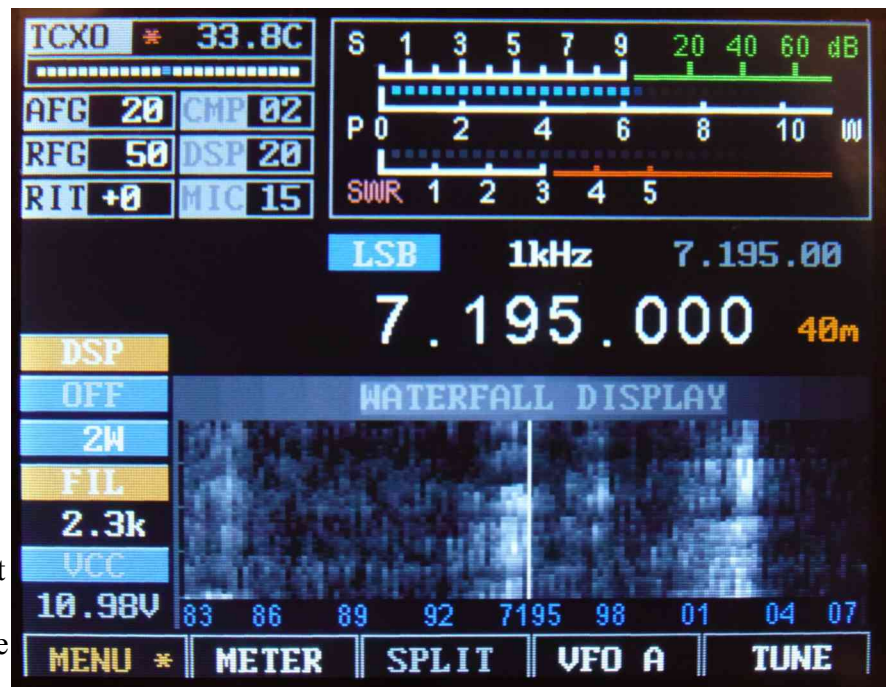 TCXO * 33.8C
AFG 20 CMP 02
RFG 50 DSP 20
RIT +0 MIC 15
S 1 3 5 7 9 20 40 60 dB
P 0 2 4 6 8 10 W
SWR 1 2 3 4 5
LSB 1kHz 7.195.00
7.195.000 40m
DSP
OFF
2W
FIL
2.3k
VCC
10.98V
WATERFALL DISPLAY
83 86 89 92 7195 98 01 04 07
MENU * METER SPLIT VFO A TUNE
t
e